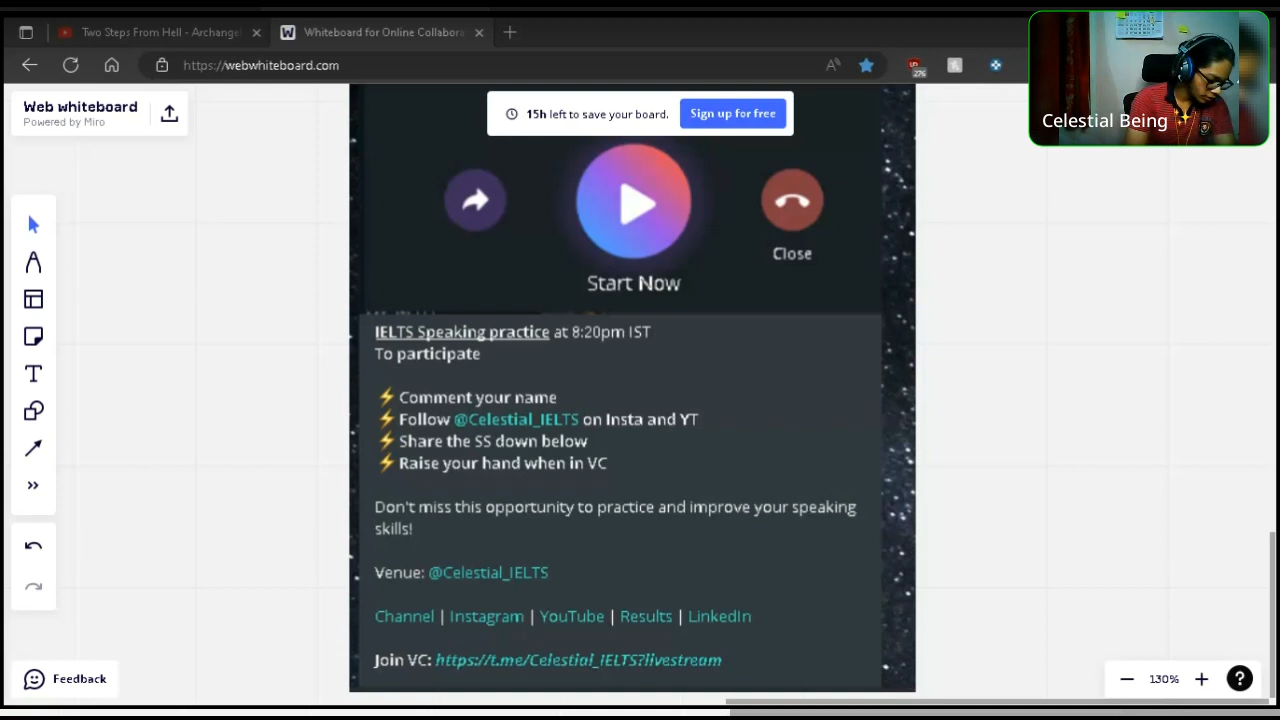 Two Steps From Hell - Archange
Whiteboard for Online Collabora
https://webwhiteboard.com
276
Web whiteboard
Powered by Miro
15h left to save your board.
Sign up for free
Celestial Being
Close
Start Now
IELTS Speaking practice at 8:20pm IST
To participate
⚡Comment your name
⚡Follow @Celestial_IELTS on Insta and YT
⚡Share the SS down below
⚡Raise your hand when in VC
Don't miss this opportunity to practice and improve your speaking
skills!
Venue: @Celestial_IELTS
Channel | Instagram | YouTube | Results | LinkedIn
Join VC: https://t.me/Celestial_IELTS?livestream
Feedback
130%